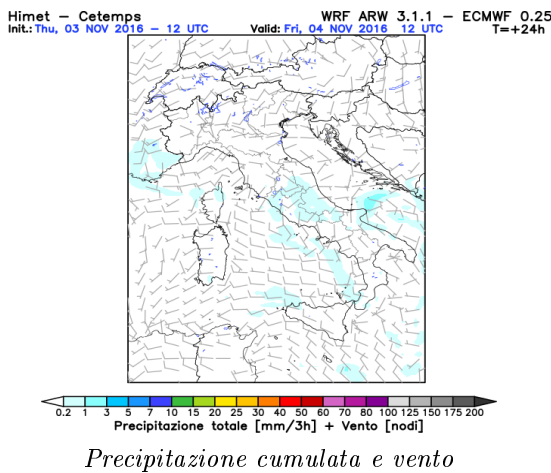 Himet – Cetemps WRF ARW 3.1.1 – ECMWF 0.25
Init.: Thu, 03 NOV 2016 – 12 UTC Valid: Fri, 04 NOV 2016 12 UTC T=+24h
0.2 1 3 5 7 10 15 20 25 30 40 50 60 70 80 100 125 150 175 200
Precipitazione totale [mm/3h] + Vento [nodi]
Precipitazione cumulata e vento